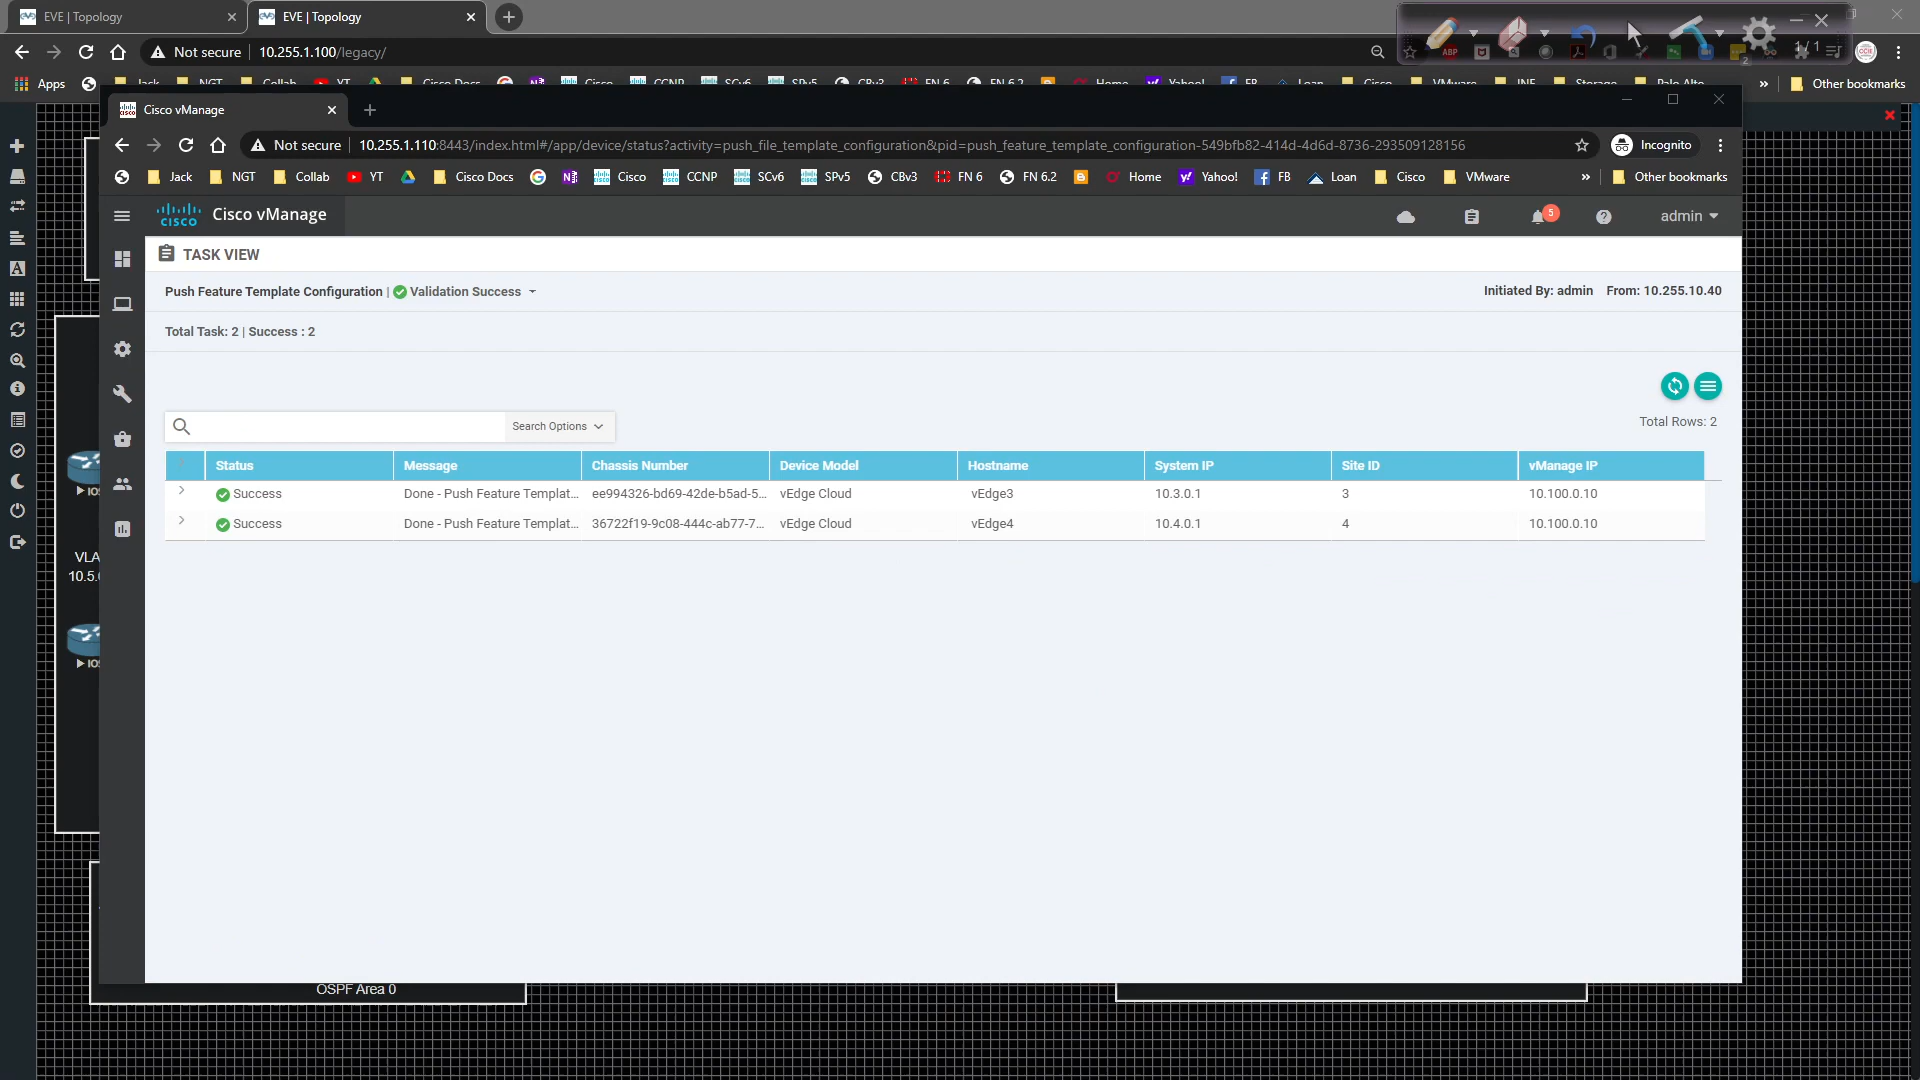 EVE | Topology
EVE | Topology
Not secure 10.255.1.100/legacy/
1 / 1
Apps
Other bookmarks
Cisco vManage
Not secure 10.255.1.110:8443/index.html#/app/device/status?activity=push_file_template_configuration&pid=push_feature_template_configuration-549bfb82-414d-4d6d-8736-293509128156 Incognito
Jack NGT Collab YT Cisco Docs Cisco CCNP SCv6 SPv5 CBv3 FN 6 FN 6.2 Home Yahoo! FB Loan Cisco VMware » Other bookmarks
CISCO Cisco vManage 5 admin
TASK VIEW
Push Feature Template Configuration | Validation Success
Initiated By: admin From: 10.255.10.40
Total Task: 2 | Success : 2
Search Options
Total Rows: 2
Status Message Chassis Number Device Model Hostname System IP Site ID vManage IP
Success Done - Push Feature Templat... ee994326-bd69-42de-b5ad-5... vEdge Cloud vEdge3 10.3.0.1 3 10.100.0.10
Success Done - Push Feature Templat... 36722f19-9c08-444c-ab77-7... vEdge Cloud vEdge4 10.4.0.1 4 10.100.0.10
VLA
10.5.
OSPF Area 0